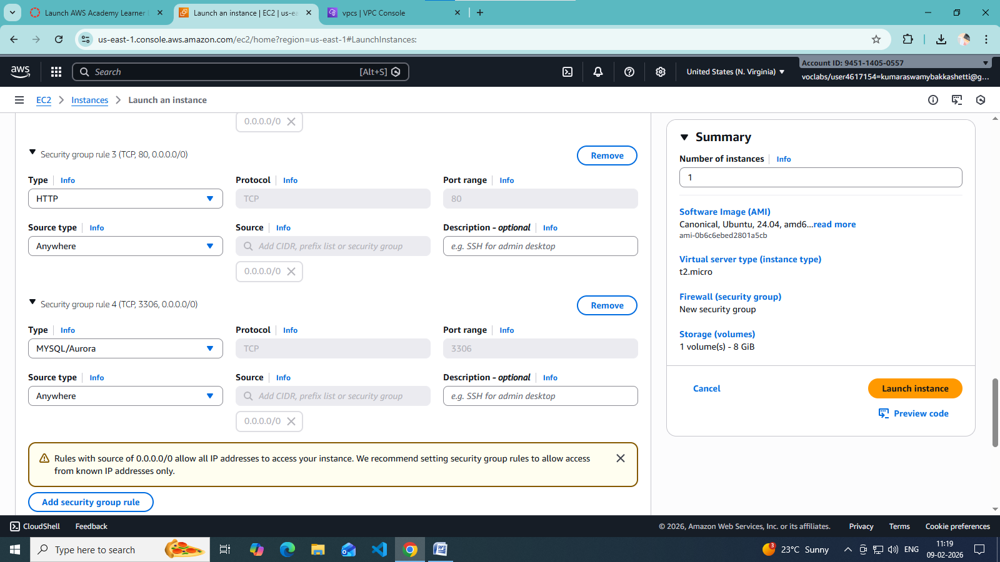 Launch AWS Academy Learner L
Launch an instance | EC2 | us-ea
vpcs | VPC Console
us-east-1.console.aws.amazon.com/ec2/home?region=us-east-1#LaunchInstances:
aws
Search
[Alt+S]
United States (N. Virginia)
Account ID: 9451-1405-0557
voclabs/user4617154=kumaraswamybakkashetti@g...
EC2
Instances
Launch an instance
0.0.0.0/0
Security group rule 3 (TCP, 80, 0.0.0.0/0)
Remove
Type Info
Protocol Info
Port range Info
HTTP
TCP
80
Source type Info
Source Info
Description - optional Info
Anywhere
Add CIDR, prefix list or security group
e.g. SSH for admin desktop
0.0.0.0/0
Security group rule 4 (TCP, 3306, 0.0.0.0/0)
Remove
Type Info
Protocol Info
Port range Info
MYSQL/Aurora
TCP
3306
Source type Info
Source Info
Description - optional Info
Anywhere
Add CIDR, prefix list or security group
e.g. SSH for admin desktop
0.0.0.0/0
Rules with source of 0.0.0.0/0 allow all IP addresses to access your instance. We recommend setting security group rules to allow access
from known IP addresses only.
Add security group rule
Summary
Number of instances Info
1
Software Image (AMI)
Canonical, Ubuntu, 24.04, amd6...read more
ami-0b6c6ebed2801a5cb
Virtual server type (instance type)
t2.micro
Firewall (security group)
New security group
Storage (volumes)
1 volume(s) - 8 GiB
Cancel
Launch instance
Preview code
CloudShell
Feedback
© 2026, Amazon Web Services, Inc. or its affiliates.
Privacy
Terms
Cookie preferences
Type here to search
3
23°C Sunny
ENG
11:19
09-02-2026